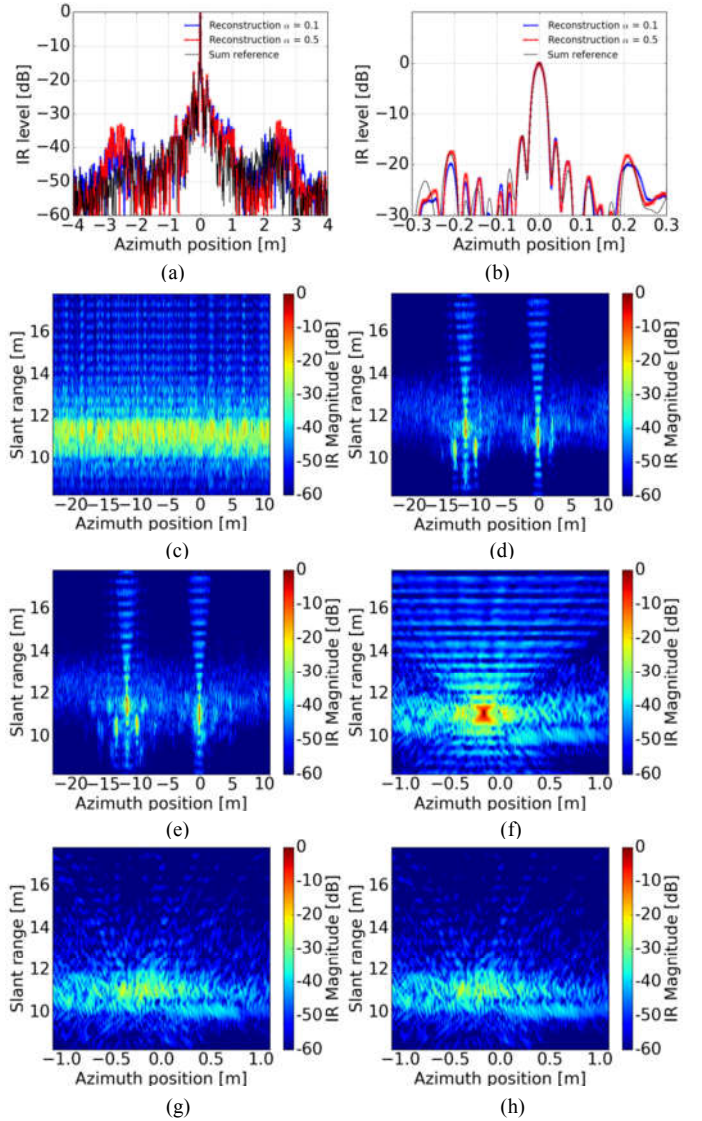 0
−10
−20
−30
−40
−50
−60
IR level [dB]
Reconstruction α = 0.1
Reconstruction α = 0.5
Sum reference
−4 −3 −2 −1 0 1 2 3 4
Azimuth position [m]
(a)
0
−10
−20
−30
IR level [dB]
Reconstruction α = 0.1
Reconstruction α = 0.5
Sum reference
−0.3 −0.2 −0.1 0.0 0.1 0.2 0.3
Azimuth position [m]
(b)
16
14
12
10
Slant range [m]
−20 −15 −10 −5 0 5 10
Azimuth position [m]
0
-10
-20
-30
-40
-50
-60
IR Magnitude [dB]
(c)
16
14
12
10
Slant range [m]
−20 −15 −10 −5 0 5 10
Azimuth position [m]
0
-10
-20
-30
-40
-50
-60
IR Magnitude [dB]
(d)
16
14
12
10
Slant range [m]
−20 −15 −10 −5 0 5 10
Azimuth position [m]
0
-10
-20
-30
-40
-50
-60
IR Magnitude [dB]
(e)
16
14
12
10
Slant range [m]
−1.0 −0.5 0.0 0.5 1.0
Azimuth position [m]
0
-10
-20
-30
-40
-50
-60
IR Magnitude [dB]
(f)
16
14
12
10
Slant range [m]
−1.0 −0.5 0.0 0.5 1.0
Azimuth position [m]
0
-10
-20
-30
-40
-50
-60
IR Magnitude [dB]
(g)
16
14
12
10
Slant range [m]
−1.0 −0.5 0.0 0.5 1.0
Azimuth position [m]
0
-10
-20
-30
-40
-50
-60
IR Magnitude [dB]
(h)